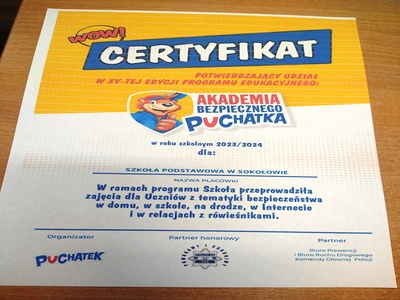 WOW!
CERTYFIKAT
POTWIERDZAJĄCY UDZIAŁ
W XV-TEJ EDYCJI PROGRAMU EDUKACYJNEGO:
AKADEMIA
BEZPIECZNEGO
PUCHATKA
w roku szkolnym 2023/2024
dla:
SZKOŁA PODSTAWOWA W SOKOŁOWIE
NAZWA PLACÓWKI
W ramach programu Szkoła przeprowadziła
zajęcia dla Uczniów z tematyki bezpieczeństwa
w domu, w szkole, na drodze, w Internecie
i w relacjach z rówieśnikami.
Organizator
Partner honorowy
Partner
PUCHATEK
Biuro Prewencji
i Biuro Ruchu Drogowego
Komendy Głównej Policji